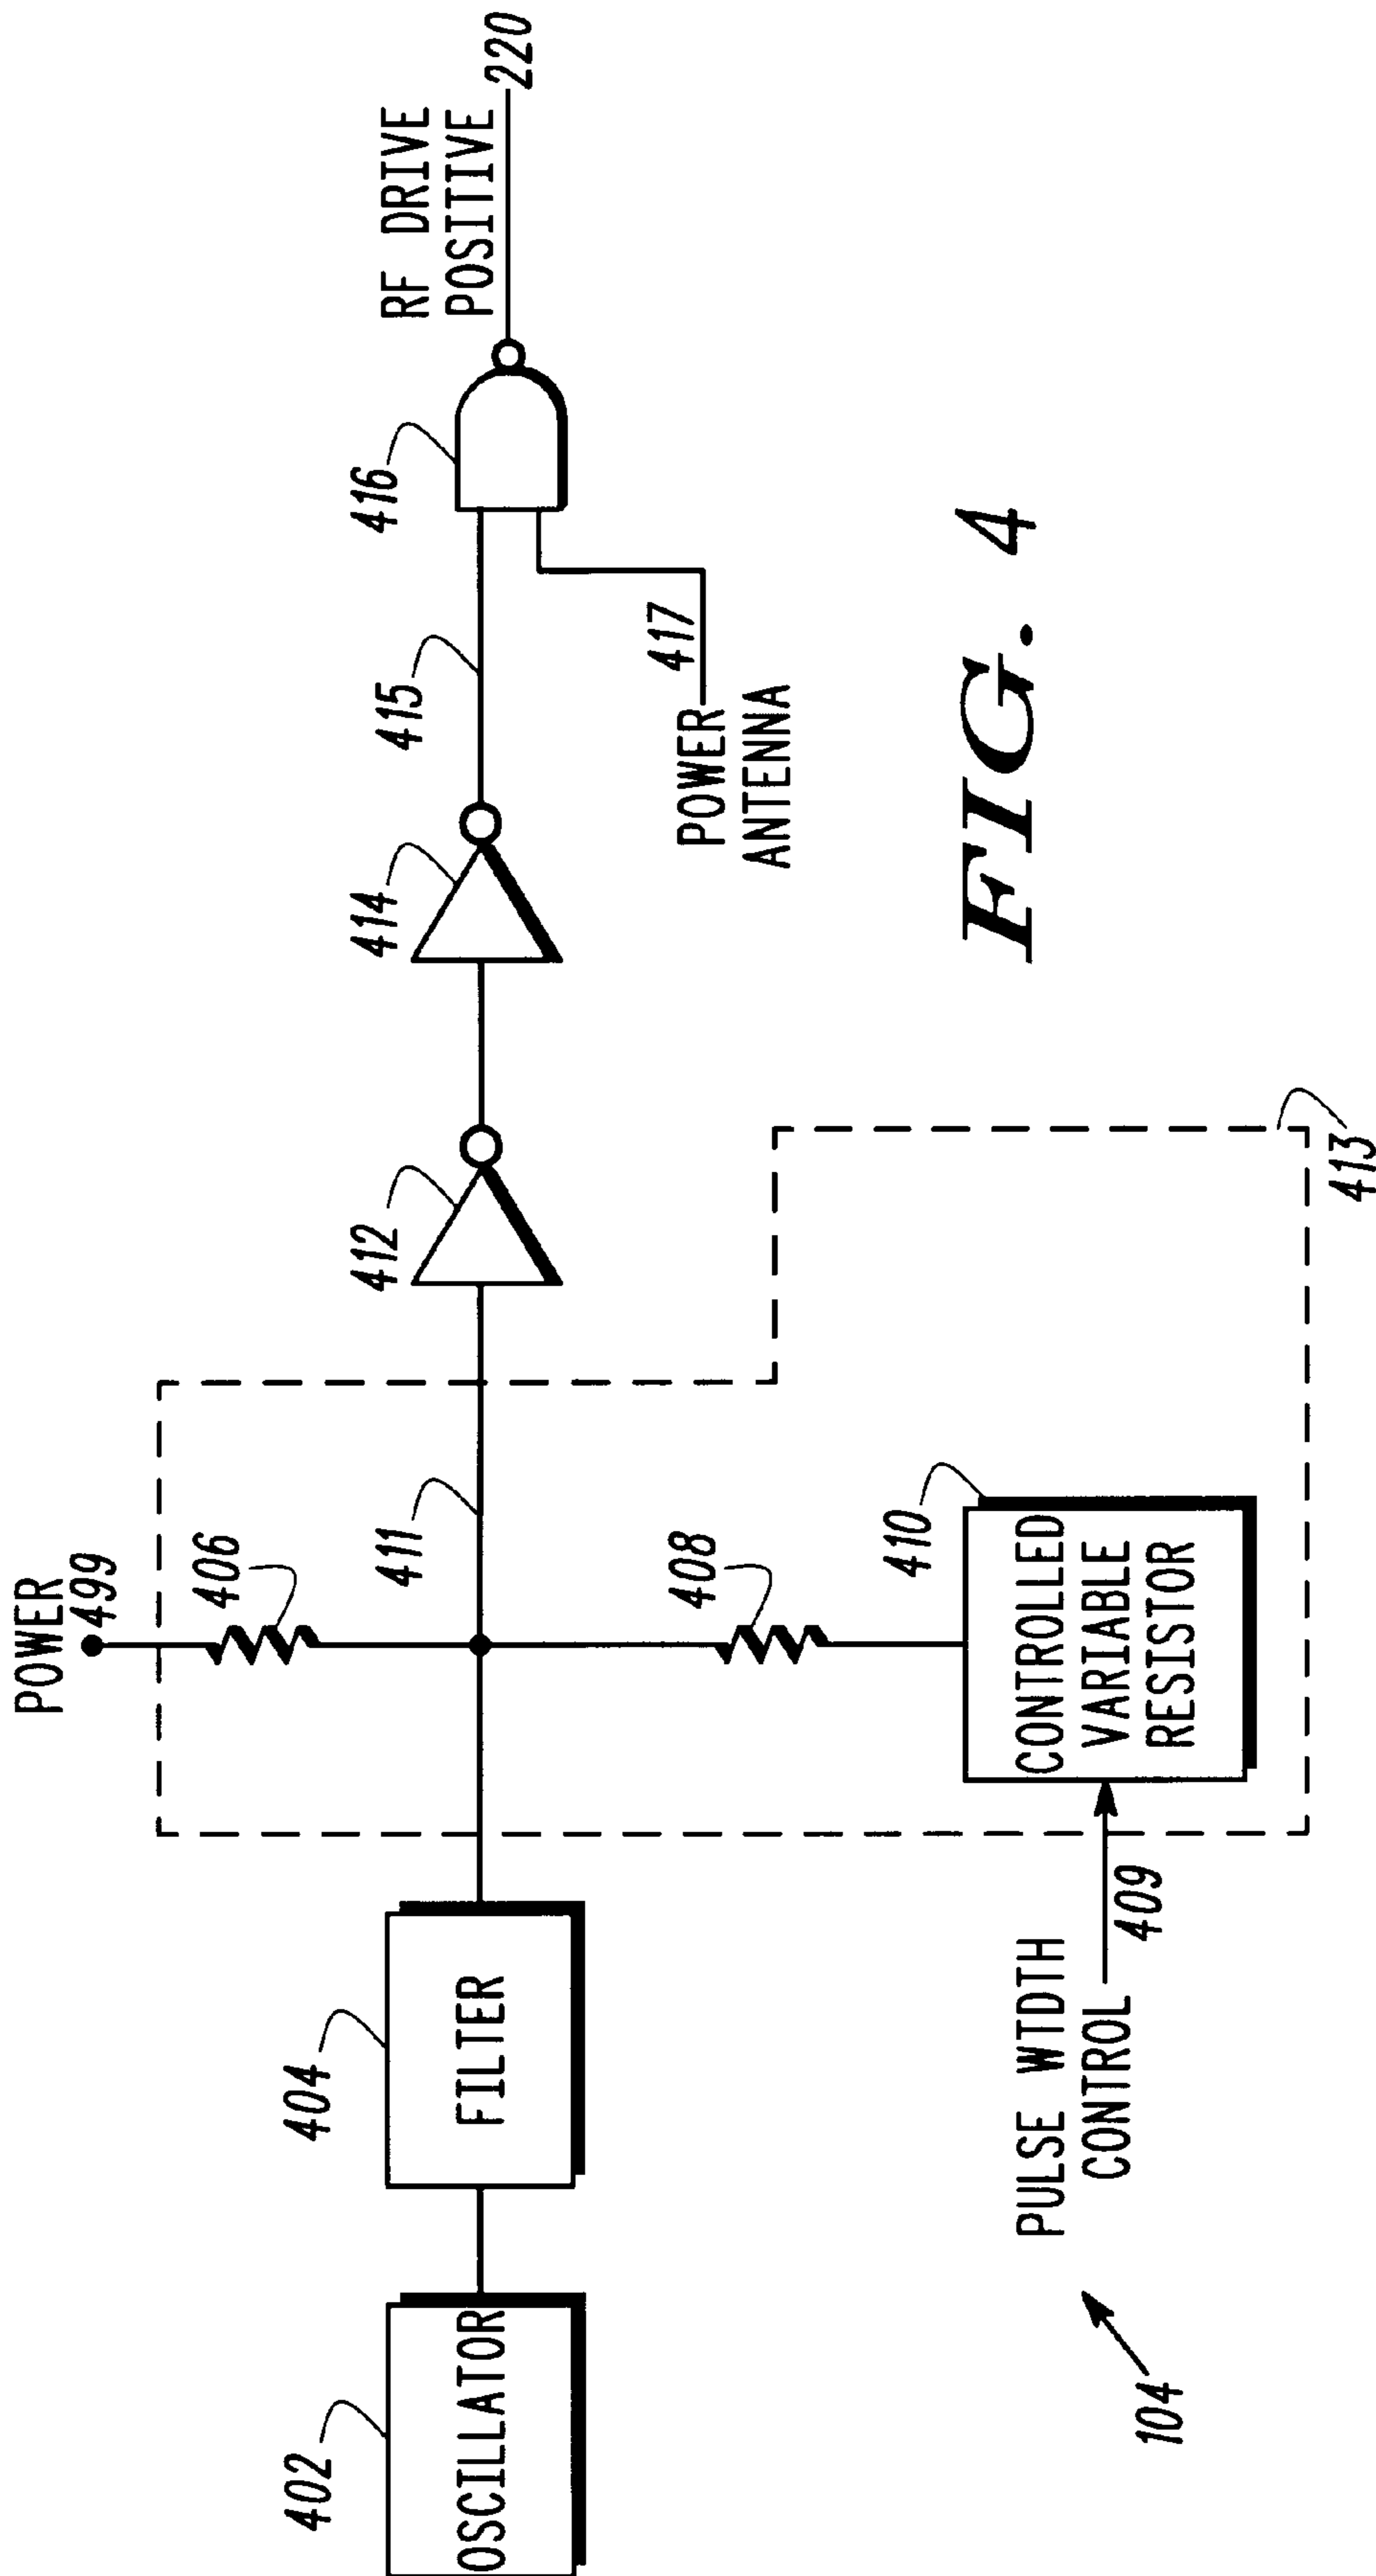 POWER
499
406
RF DRIVE
POSITIVE
220
402
OSCILLATOR
404
FILTER
411
412
414
415
416
408
417
POWER
ANTENNA
410
CONTROLLED
VARIABLE
RESISTOR
PULSE WTDTH
CONTROL
409
104
413
FIG. 4